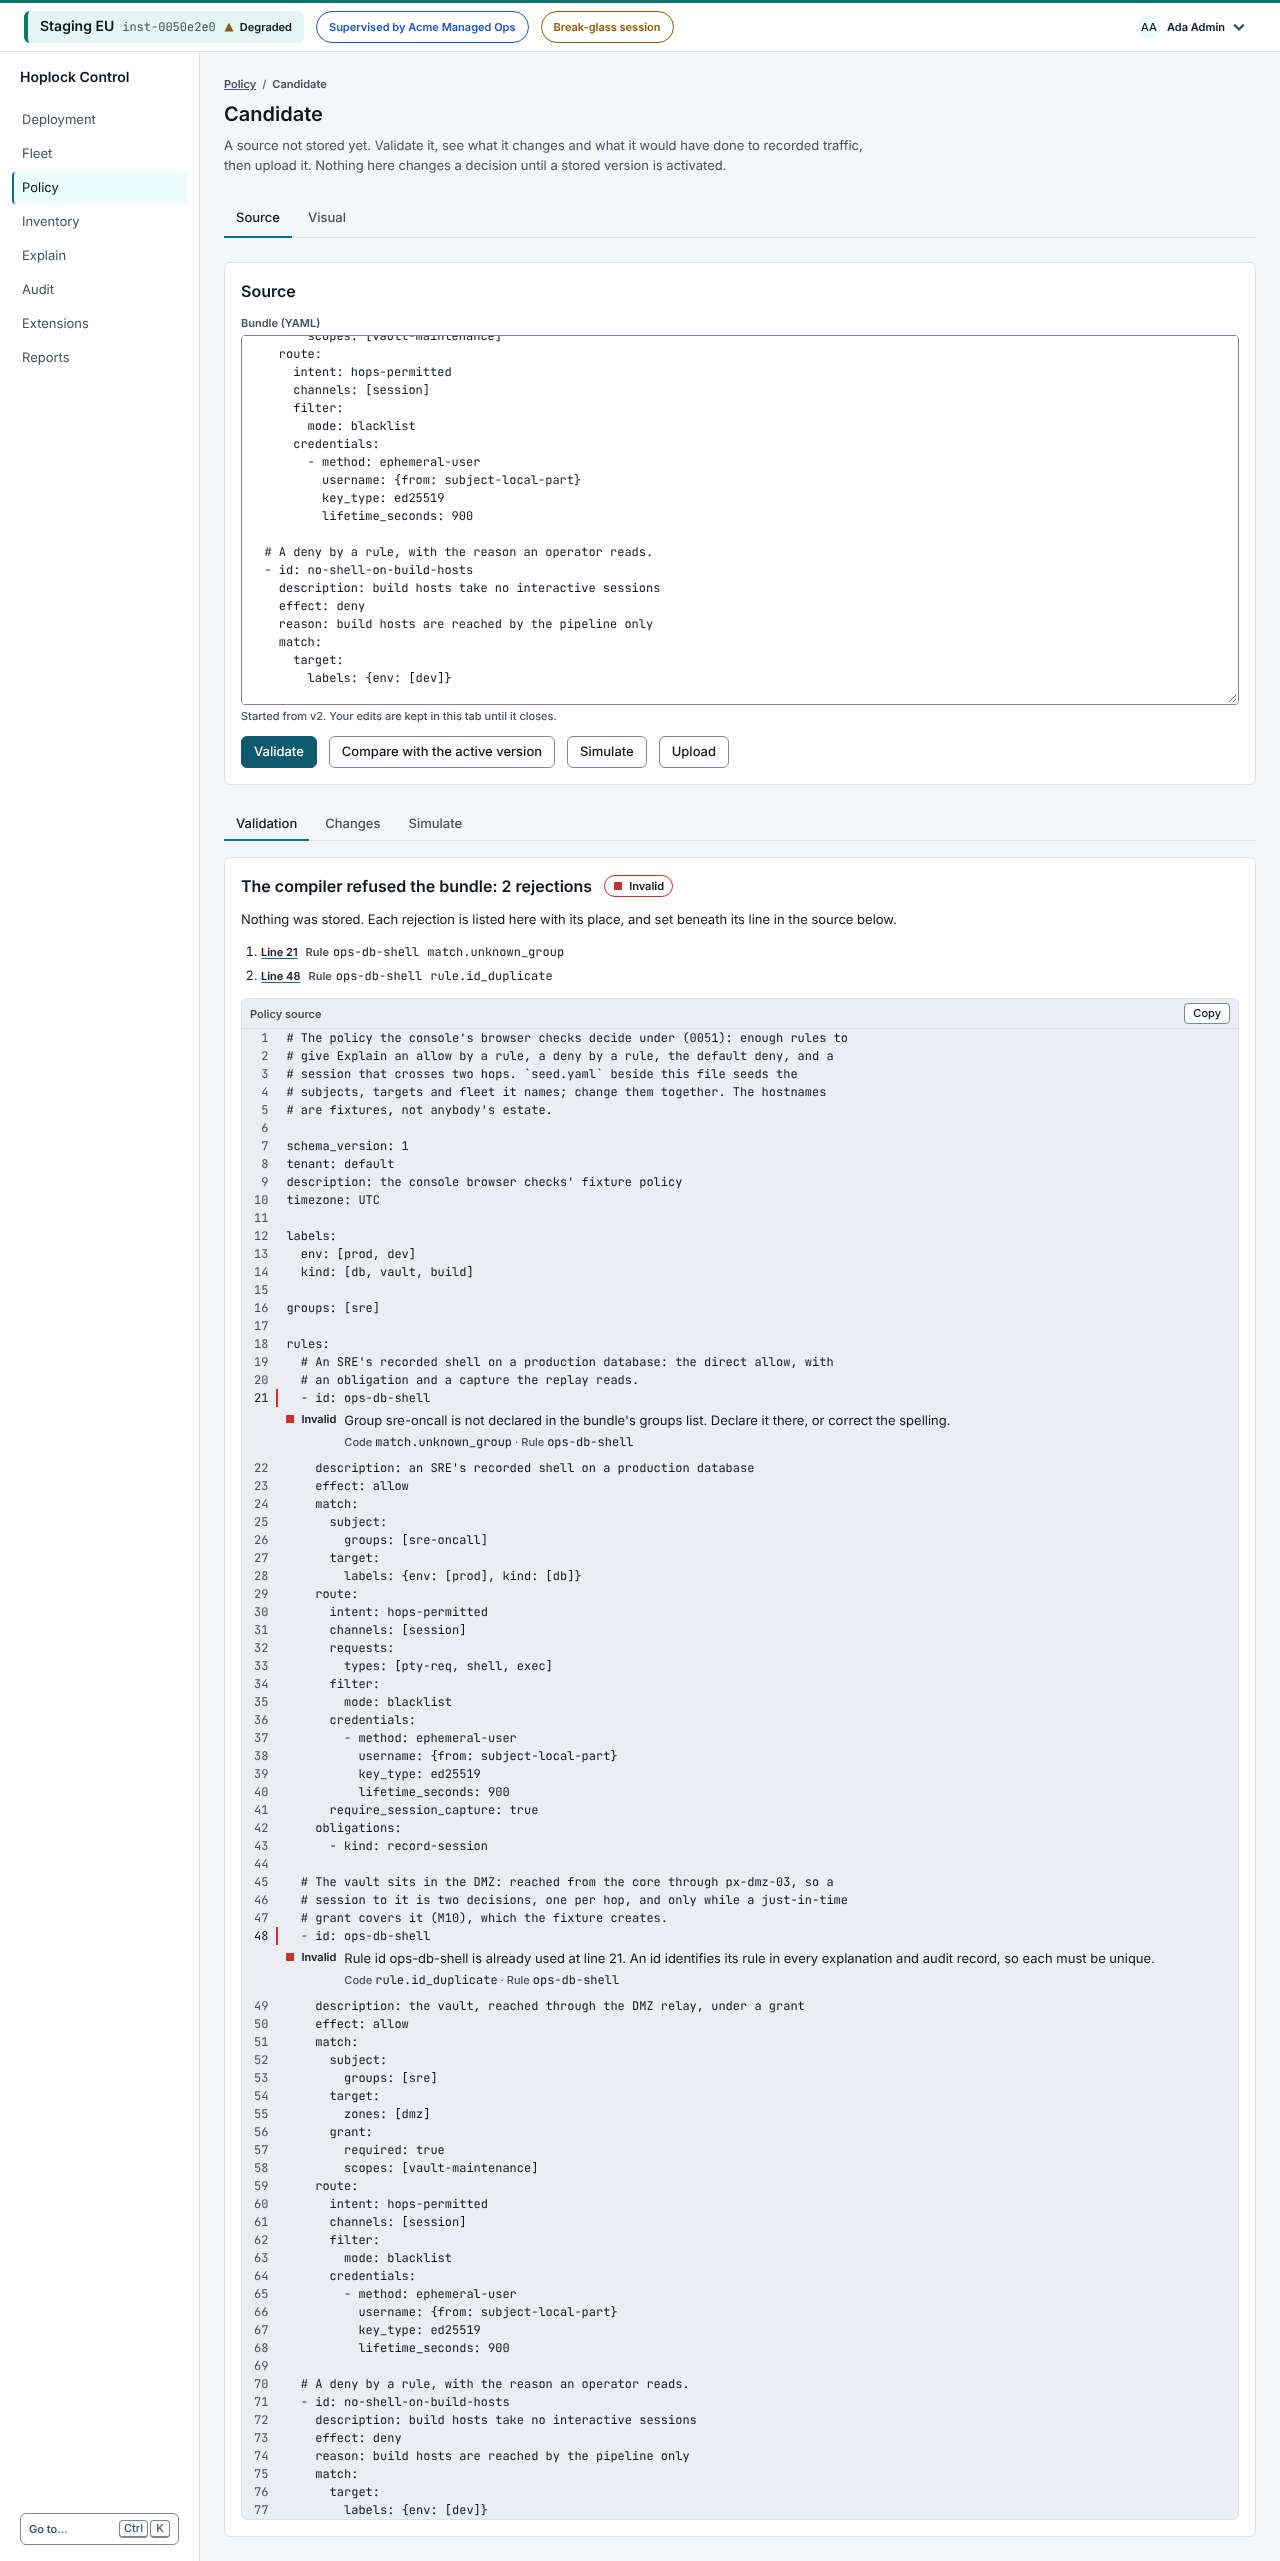 Staging EU inst-0050e2e0 Degraded
Supervised by Acme Managed Ops
Break-glass session
AA Ada Admin
Hoplock Control
Deployment
Fleet
Policy
Inventory
Explain
Audit
Extensions
Reports
Go to... Ctrl K
Policy / Candidate
Candidate
A source not stored yet. Validate it, see what it changes and what it would have done to recorded traffic,
then upload it. Nothing here changes a decision until a stored version is activated.
Source Visual
Source
Bundle (YAML)
scopes: [vault-maintenance]
route:
intent: hops-permitted
channels: [session]
filter:
mode: blacklist
credentials:
- method: ephemeral-user
username: {from: subject-local-part}
key_type: ed25519
lifetime_seconds: 900
# A deny by a rule, with the reason an operator reads.
- id: no-shell-on-build-hosts
description: build hosts take no interactive sessions
effect: deny
reason: build hosts are reached by the pipeline only
match:
target:
labels: {env: [dev]}
Started from v2. Your edits are kept in this tab until it closes.
Validate Compare with the active version Simulate Upload
Validation Changes Simulate
The compiler refused the bundle: 2 rejections Invalid
Nothing was stored. Each rejection is listed here with its place, and set beneath its line in the source below.
1. Line 21 Rule ops-db-shell match.unknown_group
2. Line 48 Rule ops-db-shell rule.id_duplicate
Policy source Copy
1 # The policy the console's browser checks decide under (0051): enough rules to
2 # give Explain an allow by a rule, a deny by a rule, the default deny, and a
3 # session that crosses two hops. `seed.yaml` beside this file seeds the
4 # subjects, targets and fleet it names; change them together. The hostnames
5 # are fixtures, not anybody's estate.
6
7 schema_version: 1
8 tenant: default
9 description: the console browser checks' fixture policy
10 timezone: UTC
11
12 labels:
13 env: [prod, dev]
14 kind: [db, vault, build]
15
16 groups: [sre]
17
18 rules:
19 # An SRE's recorded shell on a production database: the direct allow, with
20 # an obligation and a capture the replay reads.
21 - id: ops-db-shell
Invalid Group sre-oncall is not declared in the bundle's groups list. Declare it there, or correct the spelling.
Code match.unknown_group · Rule ops-db-shell
22 description: an SRE's recorded shell on a production database
23 effect: allow
24 match:
25 subject:
26 groups: [sre-oncall]
27 target:
28 labels: {env: [prod], kind: [db]}
29 route:
30 intent: hops-permitted
31 channels: [session]
32 requests:
33 types: [pty-req, shell, exec]
34 filter:
35 mode: blacklist
36 credentials:
37 - method: ephemeral-user
38 username: {from: subject-local-part}
39 key_type: ed25519
40 lifetime_seconds: 900
41 require_session_capture: true
42 obligations:
43 - kind: record-session
44
45 # The vault sits in the DMZ: reached from the core through px-dmz-03, so a
46 # session to it is two decisions, one per hop, and only while a just-in-time
47 # grant covers it (M10), which the fixture creates.
48 - id: ops-db-shell
Invalid Rule id ops-db-shell is already used at line 21. An id identifies its rule in every explanation and audit record, so each must be unique.
Code rule.id_duplicate · Rule ops-db-shell
49 description: the vault, reached through the DMZ relay, under a grant
50 effect: allow
51 match:
52 subject:
53 groups: [sre]
54 target:
55 zones: [dmz]
56 grant:
57 required: true
58 scopes: [vault-maintenance]
59 route:
60 intent: hops-permitted
61 channels: [session]
62 filter:
63 mode: blacklist
64 credentials:
65 - method: ephemeral-user
66 username: {from: subject-local-part}
67 key_type: ed25519
68 lifetime_seconds: 900
69
70 # A deny by a rule, with the reason an operator reads.
71 - id: no-shell-on-build-hosts
72 description: build hosts take no interactive sessions
73 effect: deny
74 reason: build hosts are reached by the pipeline only
75 match:
76 target:
77 labels: {env: [dev]}